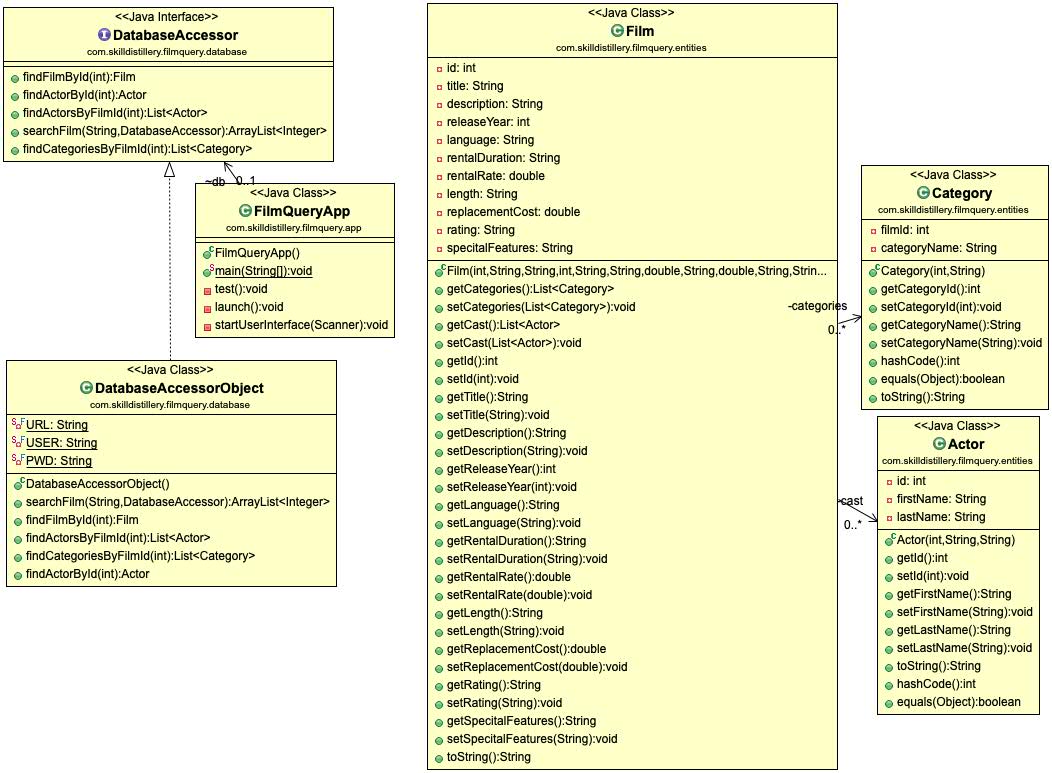 <<Java Interface>>
DatabaseAccessor
com.skilldistillery.filmquery.database
findFilmById(int):Film
findActorById(int):Actor
findActorsByFilmId(int):List<Actor>
searchFilm(String,DatabaseAccessor):ArrayList<Integer>
findCategoriesByFilmId(int):List<Category>
~db
0..1
<<Java Class>>
FilmQueryApp
com.skilldistillery.filmquery.app
FilmQueryApp()
main(String[]):void
test():void
launch():void
startUserInterface(Scanner):void
<<Java Class>>
DatabaseAccessorObject
com.skilldistillery.filmquery.database
URL: String
USER: String
PWD: String
DatabaseAccessorObject()
searchFilm(String,DatabaseAccessor):ArrayList<Integer>
findFilmById(int):Film
findActorsByFilmId(int):List<Actor>
findCategoriesByFilmId(int):List<Category>
findActorById(int):Actor
<<Java Class>>
Film
com.skilldistillery.filmquery.entities
id: int
title: String
description: String
releaseYear: int
language: String
rentalDuration: String
rentalRate: double
length: String
replacementCost: double
rating: String
specitalFeatures: String
Film(int,String,String,int,String,String,double,String,double,String,Strin...
getCategories():List<Category>
setCategories(List<Category>):void
getCast():List<Actor>
setCast(List<Actor>):void
getId():int
setId(int):void
getTitle():String
setTitle(String):void
getDescription():String
setDescription(String):void
getReleaseYear():int
setReleaseYear(int):void
getLanguage():String
setLanguage(String):void
getRentalDuration():String
setRentalDuration(String):void
getRentalRate():double
setRentalRate(double):void
getLength():String
setLength(String):void
getReplacementCost():double
setReplacementCost(double):void
getRating():String
setRating(String):void
getSpecitalFeatures():String
setSpecitalFeatures(String):void
toString():String
-categories
0..*
-cast
0..*
<<Java Class>>
Category
com.skilldistillery.filmquery.entities
filmId: int
categoryName: String
Category(int,String)
getCategoryId():int
setCategoryId(int):void
getCategoryName():String
setCategoryName(String):void
hashCode():int
equals(Object):boolean
toString():String
<<Java Class>>
Actor
com.skilldistillery.filmquery.entities
id: int
firstName: String
lastName: String
Actor(int,String,String)
getId():int
setId(int):void
getFirstName():String
setFirstName(String):void
getLastName():String
setLastName(String):void
toString():String
hashCode():int
equals(Object):boolean